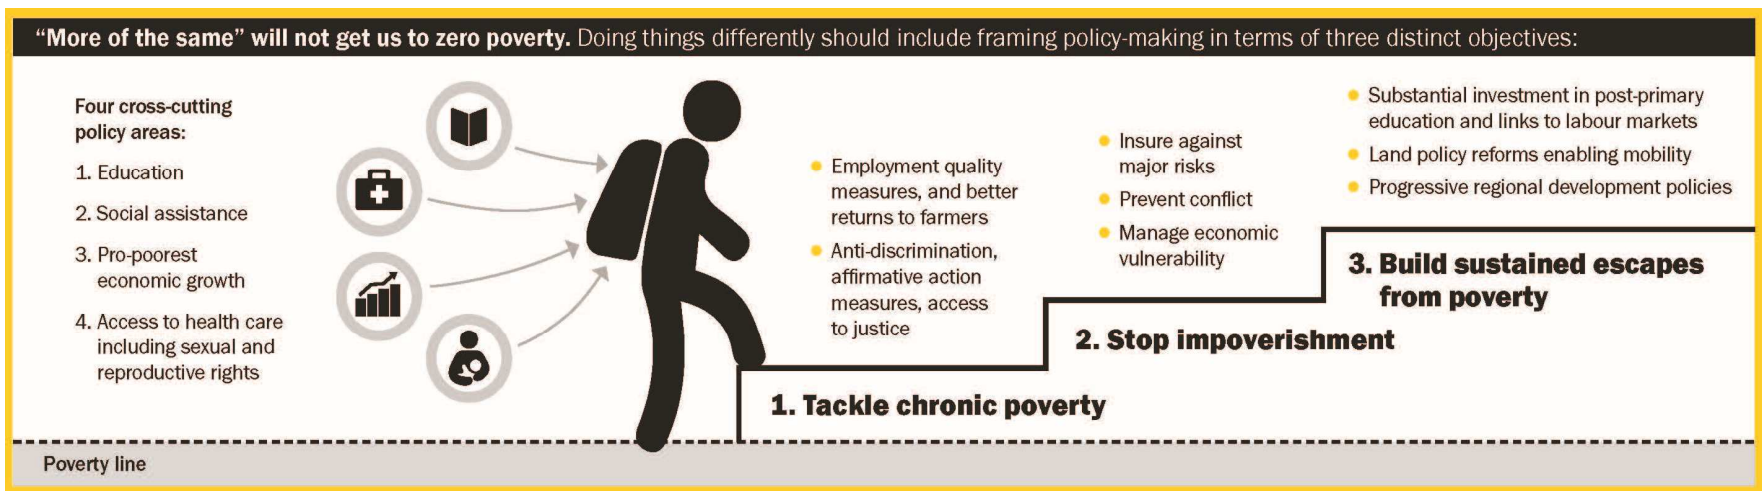 “More of the same” will not get us to zero poverty. Doing things differently should include framing policy-making in terms of three distinct objectives:
Four cross-cutting
policy areas:
1. Education
2. Social assistance
3. Pro-poorest
economic growth
4. Access to health care
including sexual and
reproductive rights
Employment quality
measures, and better
returns to farmers
Anti-discrimination,
affirmative action
measures, access
to justice
1. Tackle chronic poverty
Insure against
major risks
Prevent conflict
Manage economic
vulnerability
2. Stop impoverishment
Substantial investment in post-primary
education and links to labour markets
Land policy reforms enabling mobility
Progressive regional development policies
3. Build sustained escapes
from poverty
Poverty line